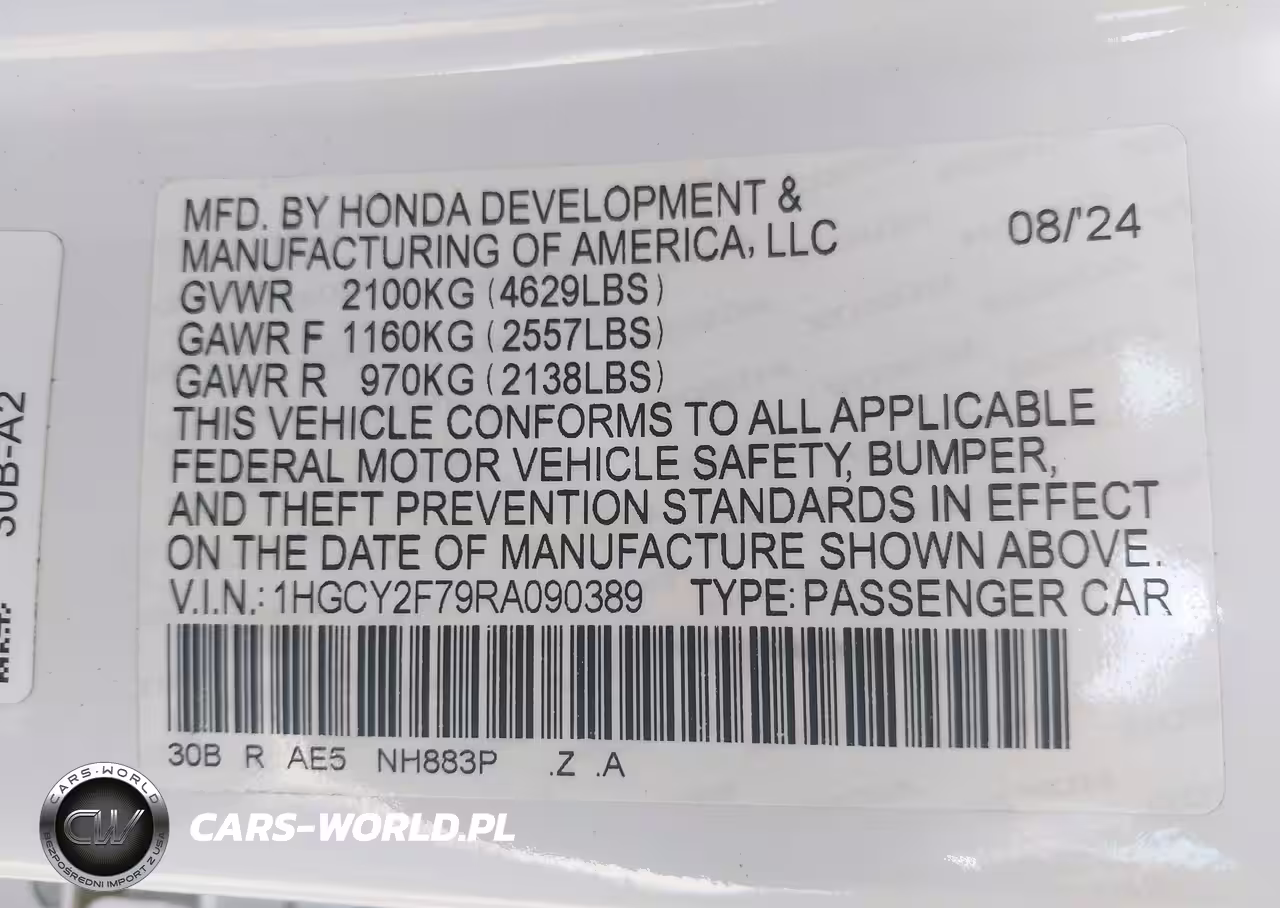 MFD. BY HONDA DEVELOPMENT &
MANUFACTURING OF AMERICA, LLC
08/'24
GVWR 2100KG (4629LBS)
GAWR F 1160KG (2557LBS)
GAWR R 970KG (2138LBS)
THIS VEHICLE CONFORMS TO ALL APPLICABLE
FEDERAL MOTOR VEHICLE SAFETY, BUMPER,
AND THEFT PREVENTION STANDARDS IN EFFECT
ON THE DATE OF MANUFACTURE SHOWN ABOVE.
V.I.N.: 1HGCY2F79RA090389 TYPE: PASSENGER CAR
30B R AE5 NH883P .Z .A
30B-A2
CARS-WORLD
CW
BEZPOŚREDNI IMPORT Z USA
CARS-WORLD.PL